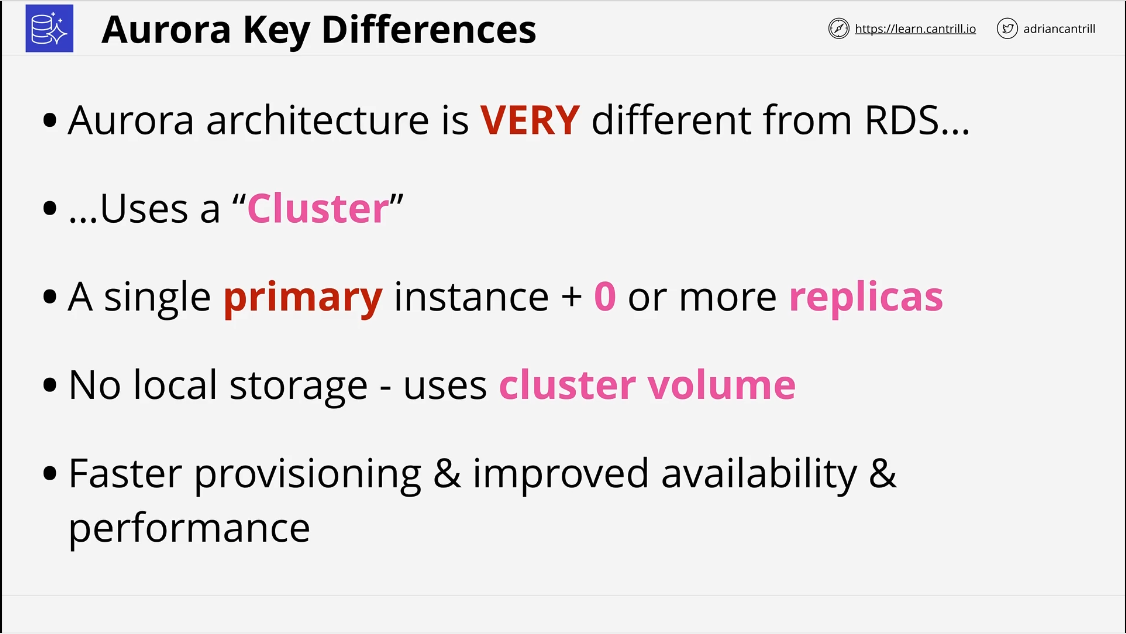 Aurora Key Differences
https://learn.cantrill.io
adriancantrill
• Aurora architecture is VERY different from RDS...
• ...Uses a “Cluster”
• A single primary instance + 0 or more replicas
• No local storage - uses cluster volume
• Faster provisioning & improved availability &
performance